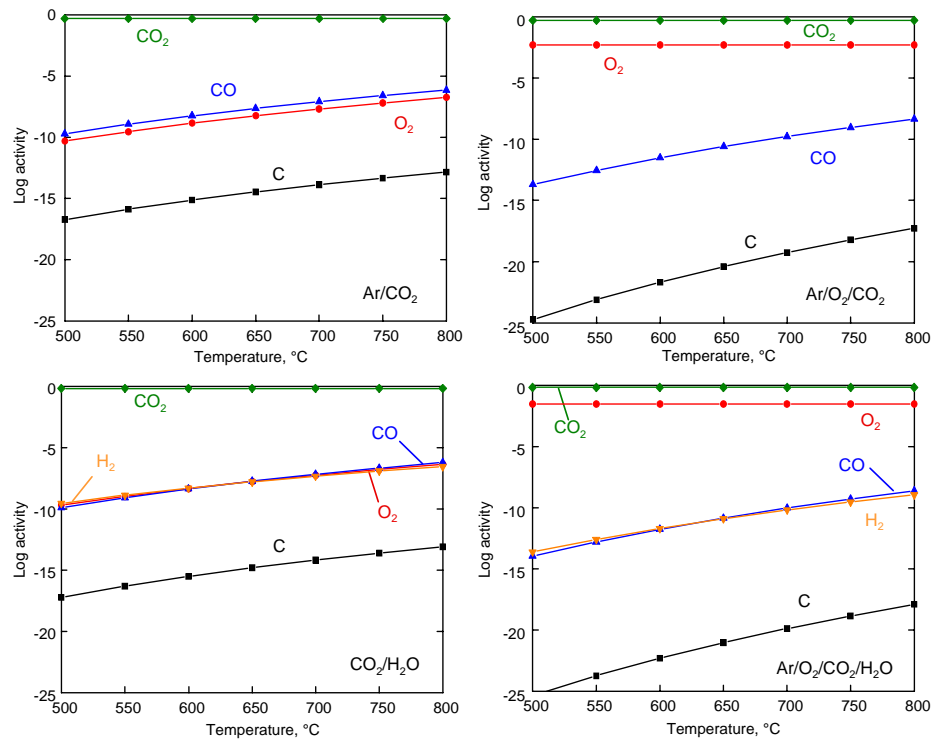 0
-5
-10
-15
-20
-25
Log activity
CO₂
CO
O₂
C
Ar/CO₂
500 550 600 650 700 750 800
Temperature, °C
0
-5
-10
-15
-20
-25
Log activity
CO₂
O₂
CO
C
Ar/O₂/CO₂
500 550 600 650 700 750 800
Temperature, °C
0
-5
-10
-15
-20
-25
Log activity
CO₂
CO
H₂
O₂
C
CO₂/H₂O
500 550 600 650 700 750 800
Temperature, °C
0
-5
-10
-15
-20
-25
Log activity
CO₂
O₂
CO
H₂
C
Ar/O₂/CO₂/H₂O
500 550 600 650 700 750 800
Temperature, °C